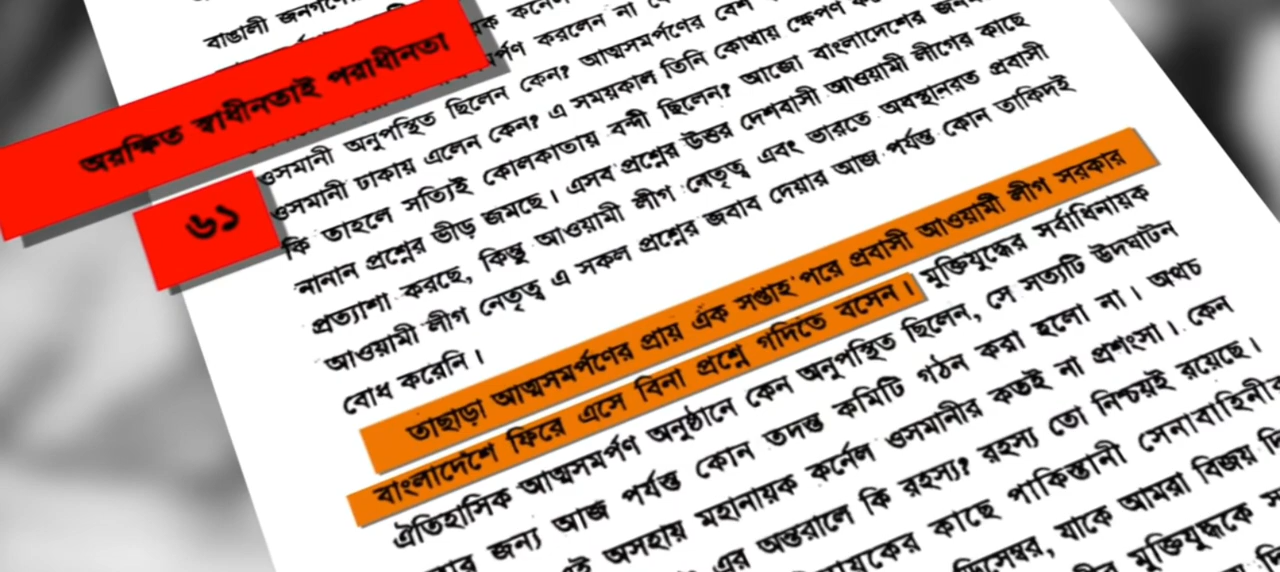 বাঙালী
অরক্ষিত স্বাধীনতাই পরাধীনতা
৬১
করলেন না
ওসমানী অনুপস্থিত ছিলেন কেন? আত্মসমর্পণের বেশ
ওসমানী ঢাকায় এলেন কেন? এ সময়কাল তিনি কোথায় ক্ষেপণ
কি তাহলে সত্যিই কোলকাতায় বন্দী ছিলেন? আজো বাংলাদেশের
নানান প্রশ্নের ভীড় জমছে। এসব প্রশ্নের উত্তর দেশবাসী আওয়ামী লীগের কাছে
প্রত্যাশা করছে, কিন্তু আওয়ামী লীগ নেতৃত্ব এবং ভারতে অবস্থানরত প্রবাসী
আওয়ামী লীগ নেতৃত্ব এ সকল প্রশ্নের জবাব দেয়ার আজ পর্যন্ত কোন তাকিদই
বোধ করেনি।
তাছাড়া আত্মসমর্পণের প্রায় এক সপ্তাহ পরে প্রবাসী আওয়ামী লীগ সরকার
বাংলাদেশে ফিরে এসে বিনা প্রশ্নে গদিতে বসেন। মুক্তিযুদ্ধের সর্বাধিনায়ক
ঐতিহাসিক আত্মসমর্পণ অনুষ্ঠানে কেন অনুপস্থিত ছিলেন, সে সত্যটি উদঘাটন
জন্য আজ পর্যন্ত কোন তদন্ত কমিটি গঠন করা হলো না। অথচ
অসহায় মহানায়ক কর্নেল ওসমানীর কতই না প্রশংসা। কেন
এর অন্তরালে কি রহস্য? রহস্য তো নিশ্চয়ই রয়েছে।
কাছে পাকিস্তানী সেনাবাহিনীর
ডিসেম্বর, যাকে আমরা বিজয়
মুক্তিযুদ্ধকে